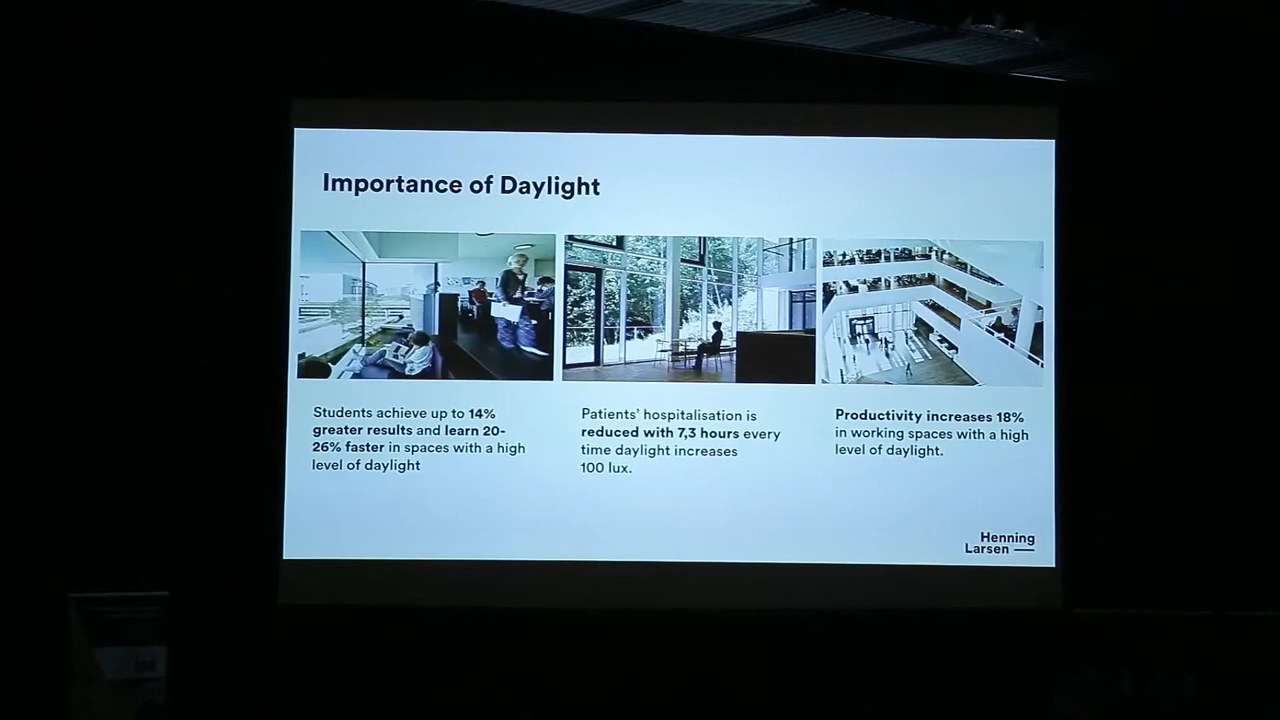 Importance of Daylight
Students achieve up to 14%
greater results and learn 20-
26% faster in spaces with a high
level of daylight
Patients' hospitalisation is
reduced with 7,3 hours every
time daylight increases
100 lux.
Productivity increases 18%
in working spaces with a high
level of daylight.
Henning
Larsen —